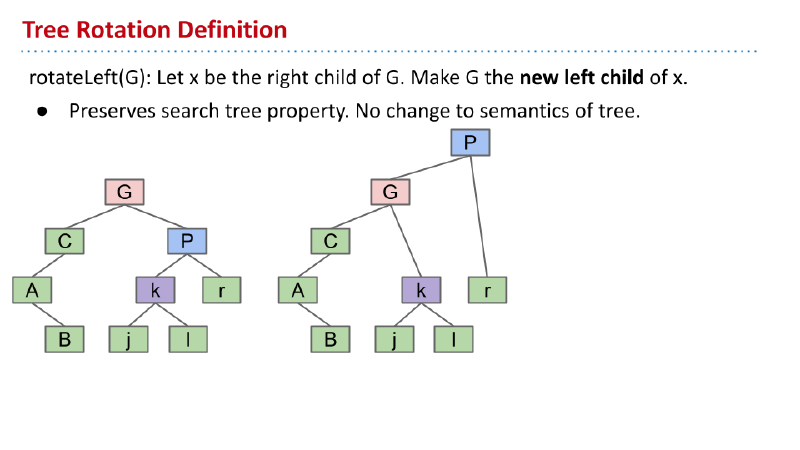 Tree Rotation Definition
rotateLeft(G): Let x be the right child of G. Make G the new left child of x.
● Preserves search tree property. No change to semantics of tree.
P
G G
C P C
A k r A k r
B j l B j l